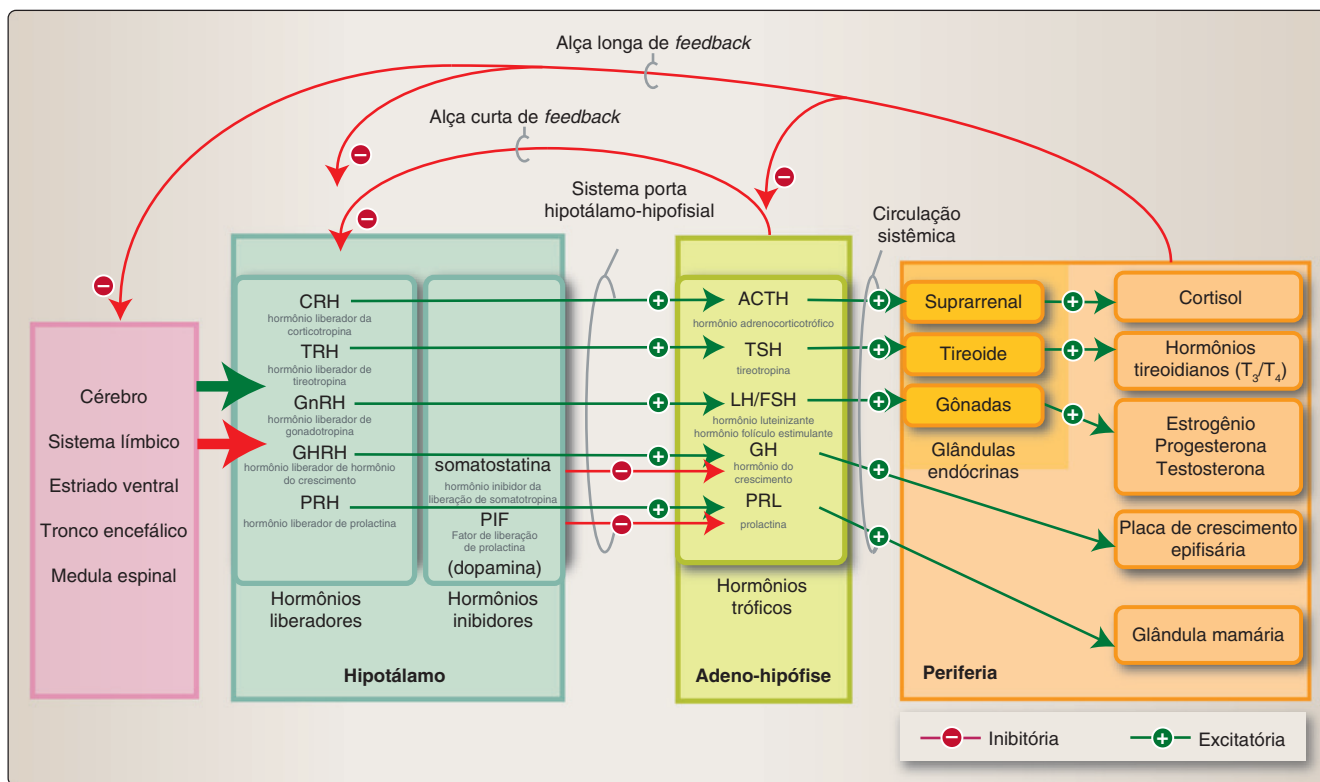 Alça longa de feedback
Alça curta de feedback
Sistema porta
hipotálamo-hipofisial
Circulação
sistêmica
Cérebro
Sistema límbico
Estriado ventral
Tronco encefálico
Medula espinal
CRH
hormônio liberador da
corticotropina
TRH
hormônio liberador de
tireotropina
GnRH
hormônio liberador de
gonadotropina
GHRH
hormônio liberador de hormônio
do crescimento
PRH
hormônio liberador de prolactina
Hormônios
liberadores
somatostatina
hormônio inibidor da
liberação de somatotropina
PIF
Fator de liberação
de prolactina
(dopamina)
Hormônios
inibidores
Hipotálamo
ACTH
hormônio adrenocorticotrófico
TSH
tireotropina
LH/FSH
hormônio luteinizante
hormônio folículo estimulante
GH
hormônio do
crescimento
PRL
prolactina
Hormônios
tróficos
Adeno-hipófise
Suprarrenal
Tireoide
Gônadas
Glândulas
endócrinas
Cortisol
Hormônios
tireoidianos (T3/T4)
Estrogênio
Progesterona
Testosterona
Placa de crescimento
epifisária
Glândula mamária
Periferia
− Inibitória
+ Excitatória